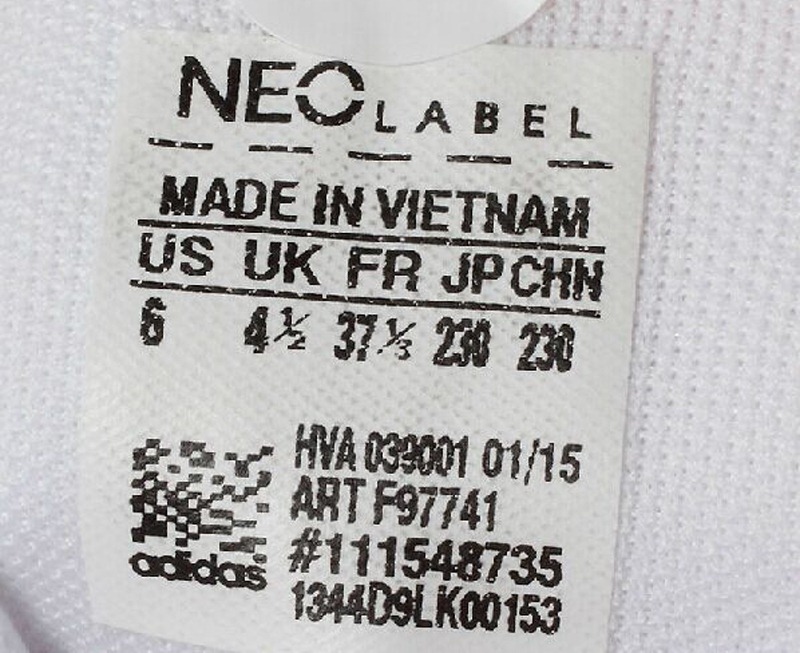 NEO LABEL
MADE IN VIETNAM
US UK FR JP CHN
6 4½ 37⅓ 230 230
HVA 039001 01/15
ART F97741
#111548735
adidas
1344D9LK00153